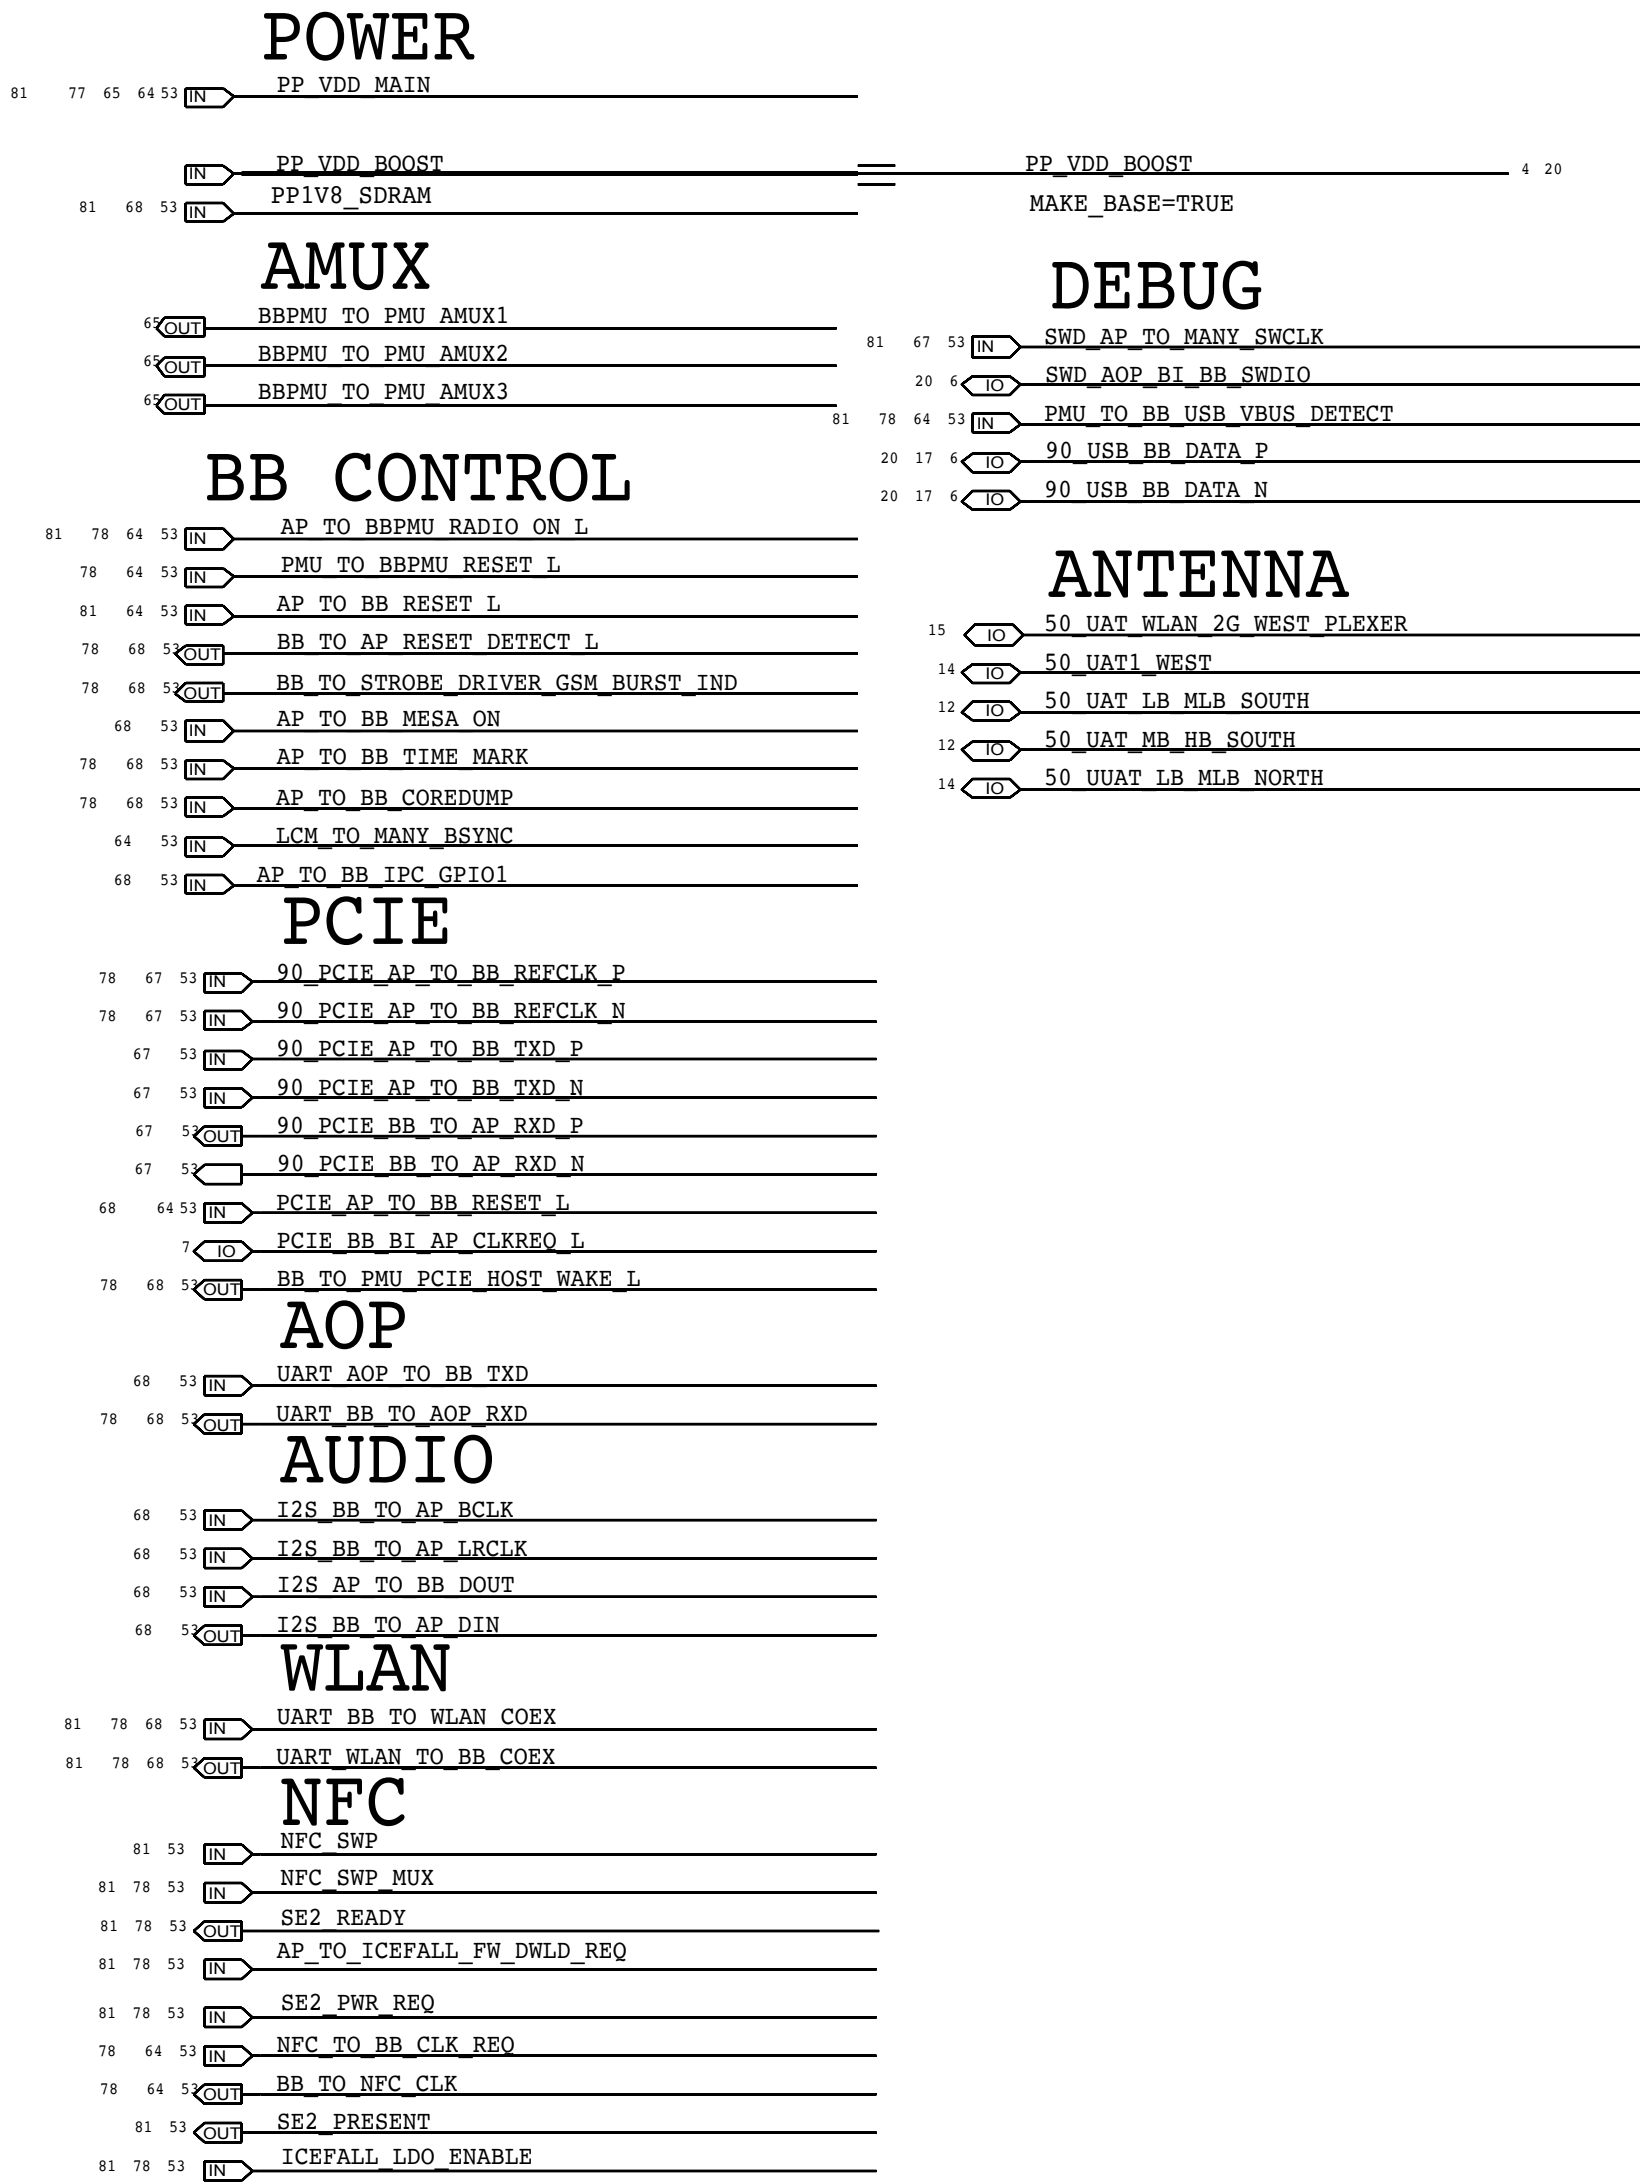 POWER
81 77 65 64 53 IN PP_VDD_MAIN
IN PP_VDD_BOOST PP_VDD_BOOST 4 20
81 68 53 IN PP1V8_SDRAM MAKE_BASE=TRUE
AMUX
65 OUT BBPMU_TO_PMU_AMUX1
65 OUT BBPMU_TO_PMU_AMUX2
65 OUT BBPMU_TO_PMU_AMUX3
BB CONTROL
81 78 64 53 IN AP_TO_BBPMU_RADIO_ON_L
78 64 53 IN PMU_TO_BBPMU_RESET_L
81 64 53 IN AP_TO_BB_RESET_L
78 68 53 OUT BB_TO_AP_RESET_DETECT_L
78 68 53 OUT BB_TO_STROBE_DRIVER_GSM_BURST_IND
68 53 IN AP_TO_BB_MESA_ON
78 68 53 IN AP_TO_BB_TIME_MARK
78 68 53 IN AP_TO_BB_COREDUMP
64 53 IN LCM_TO_MANY_BSYNC
68 53 IN AP_TO_BB_IPC_GPIO1
PCIE
78 67 53 IN 90_PCIE_AP_TO_BB_REFCLK_P
78 67 53 IN 90_PCIE_AP_TO_BB_REFCLK_N
67 53 IN 90_PCIE_AP_TO_BB_TXD_P
67 53 IN 90_PCIE_AP_TO_BB_TXD_N
67 53 OUT 90_PCIE_BB_TO_AP_RXD_P
67 53 90_PCIE_BB_TO_AP_RXD_N
68 64 53 IN PCIE_AP_TO_BB_RESET_L
7 IO PCIE_BB_BI_AP_CLKREQ_L
78 68 53 OUT BB_TO_PMU_PCIE_HOST_WAKE_L
AOP
68 53 IN UART_AOP_TO_BB_TXD
78 68 53 OUT UART_BB_TO_AOP_RXD
AUDIO
68 53 IN I2S_BB_TO_AP_BCLK
68 53 IN I2S_BB_TO_AP_LRCLK
68 53 IN I2S_AP_TO_BB_DOUT
68 53 OUT I2S_BB_TO_AP_DIN
WLAN
81 78 68 53 IN UART_BB_TO_WLAN_COEX
81 78 68 53 OUT UART_WLAN_TO_BB_COEX
NFC
81 53 IN NFC_SWP
81 78 53 IN NFC_SWP_MUX
81 78 53 OUT SE2_READY
81 78 53 IN AP_TO_ICEFALL_FW_DWLD_REQ
81 78 53 IN SE2_PWR_REQ
78 64 53 IN NFC_TO_BB_CLK_REQ
78 64 53 OUT BB_TO_NFC_CLK
81 53 OUT SE2_PRESENT
81 78 53 IN ICEFALL_LDO_ENABLE
DEBUG
81 67 53 IN SWD_AP_TO_MANY_SWCLK
20 6 IO SWD_AOP_BI_BB_SWDIO
81 78 64 53 IN PMU_TO_BB_USB_VBUS_DETECT
20 17 6 IO 90_USB_BB_DATA_P
20 17 6 IO 90_USB_BB_DATA_N
ANTENNA
15 IO 50_UAT_WLAN_2G_WEST_PLEXER
14 IO 50_UAT1_WEST
12 IO 50_UAT_LB_MLB_SOUTH
12 IO 50_UAT_MB_HB_SOUTH
14 IO 50_UUAT_LB_MLB_NORTH